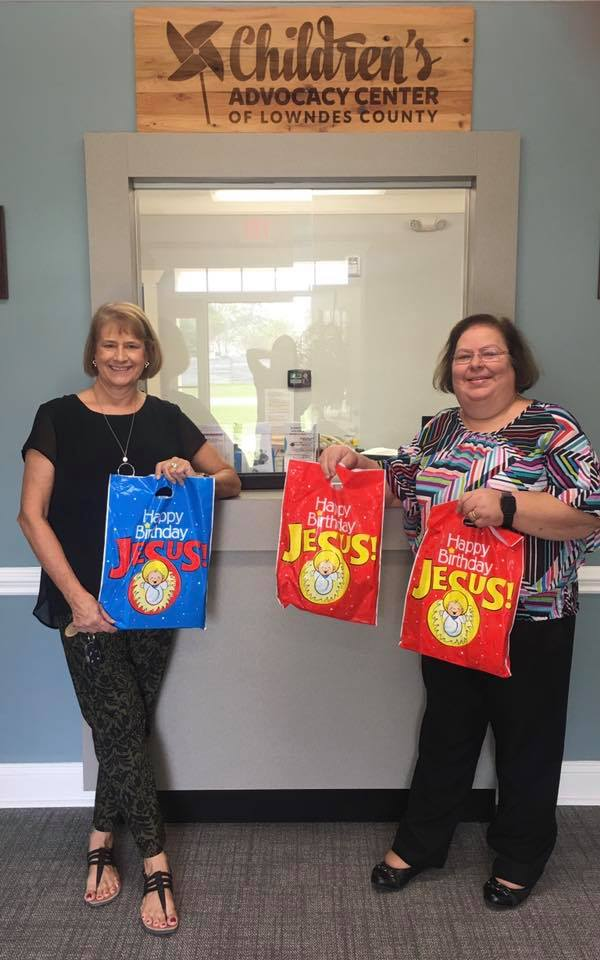 Children's
ADVOCACY CENTER
OF LOWNDES COUNTY
Happy
Birthday
JESUS!
Happy
Birthday
JESUS!
Happy
Birthday
JESUS!